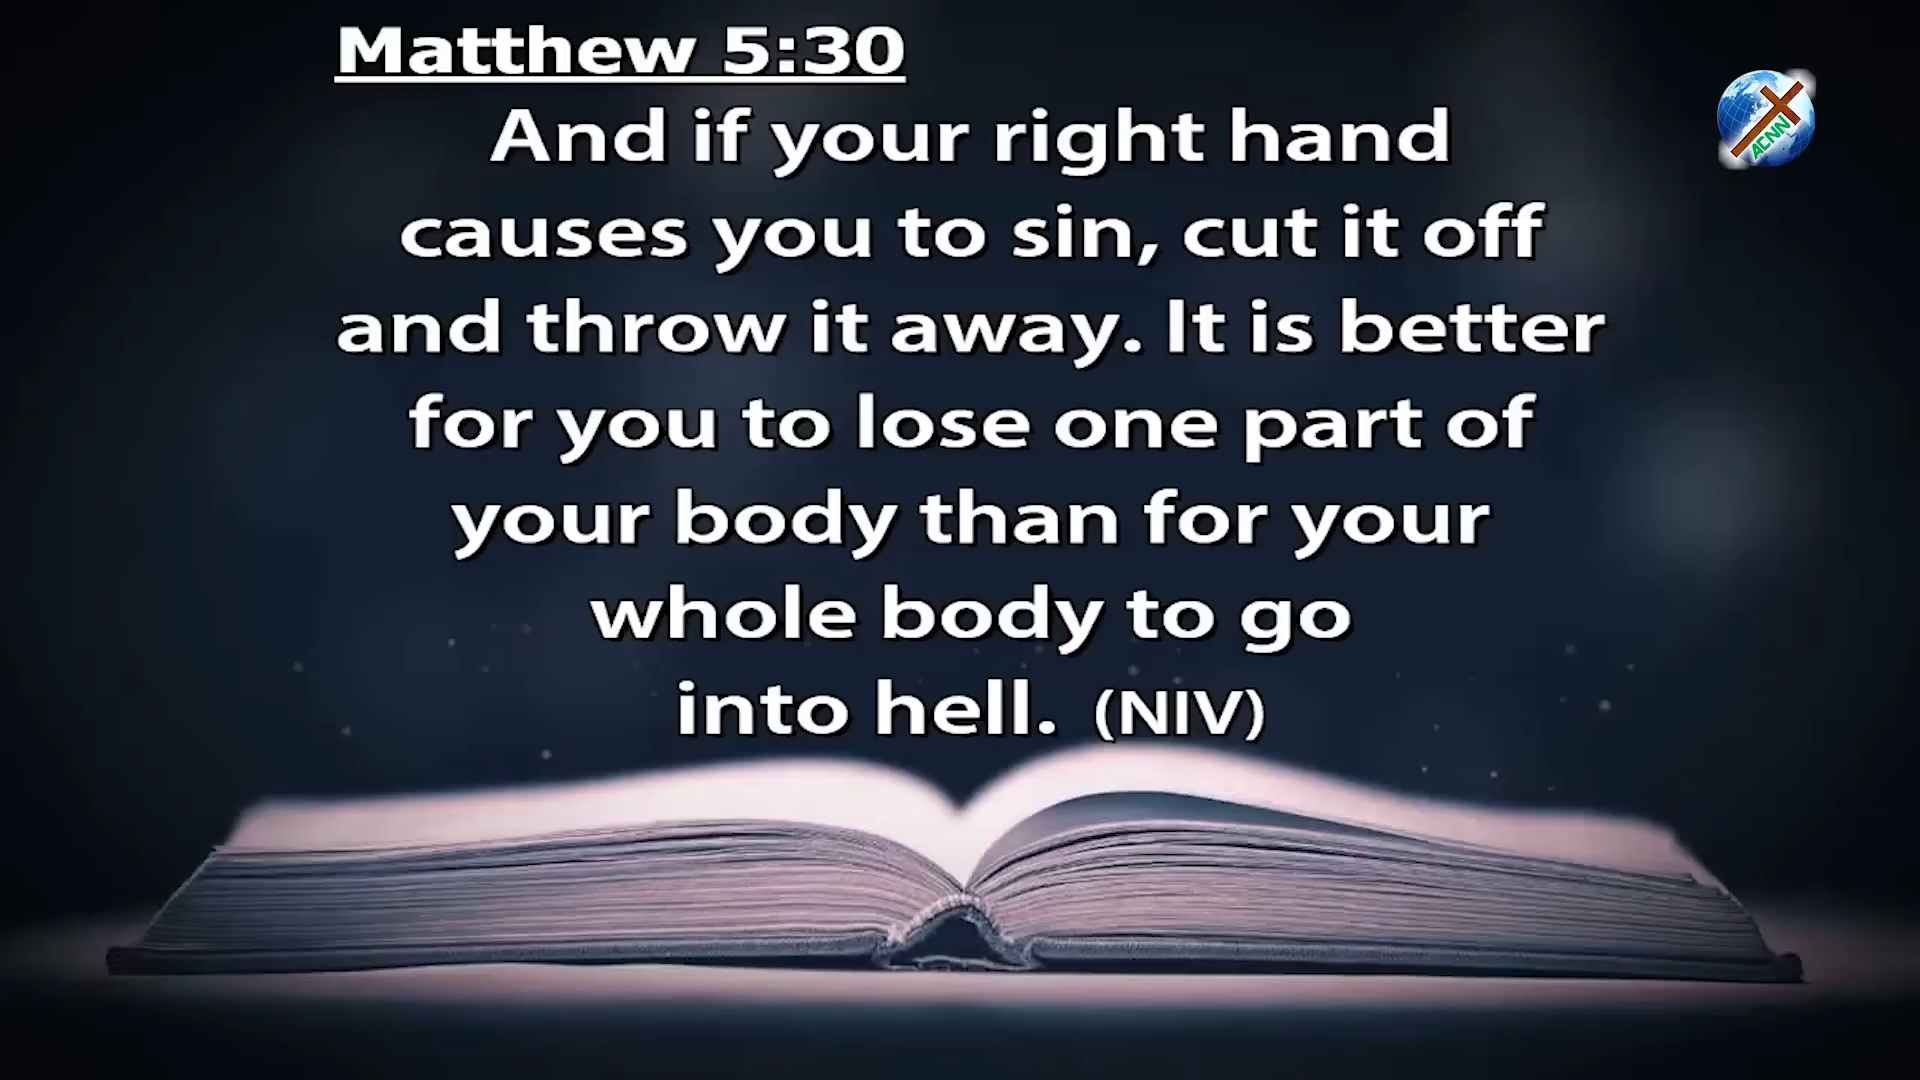 Matthew 5:30
And if your right hand
causes you to sin, cut it off
and throw it away. It is better
for you to lose one part of
your body than for your
whole body to go
into hell. (NIV)
ACNN